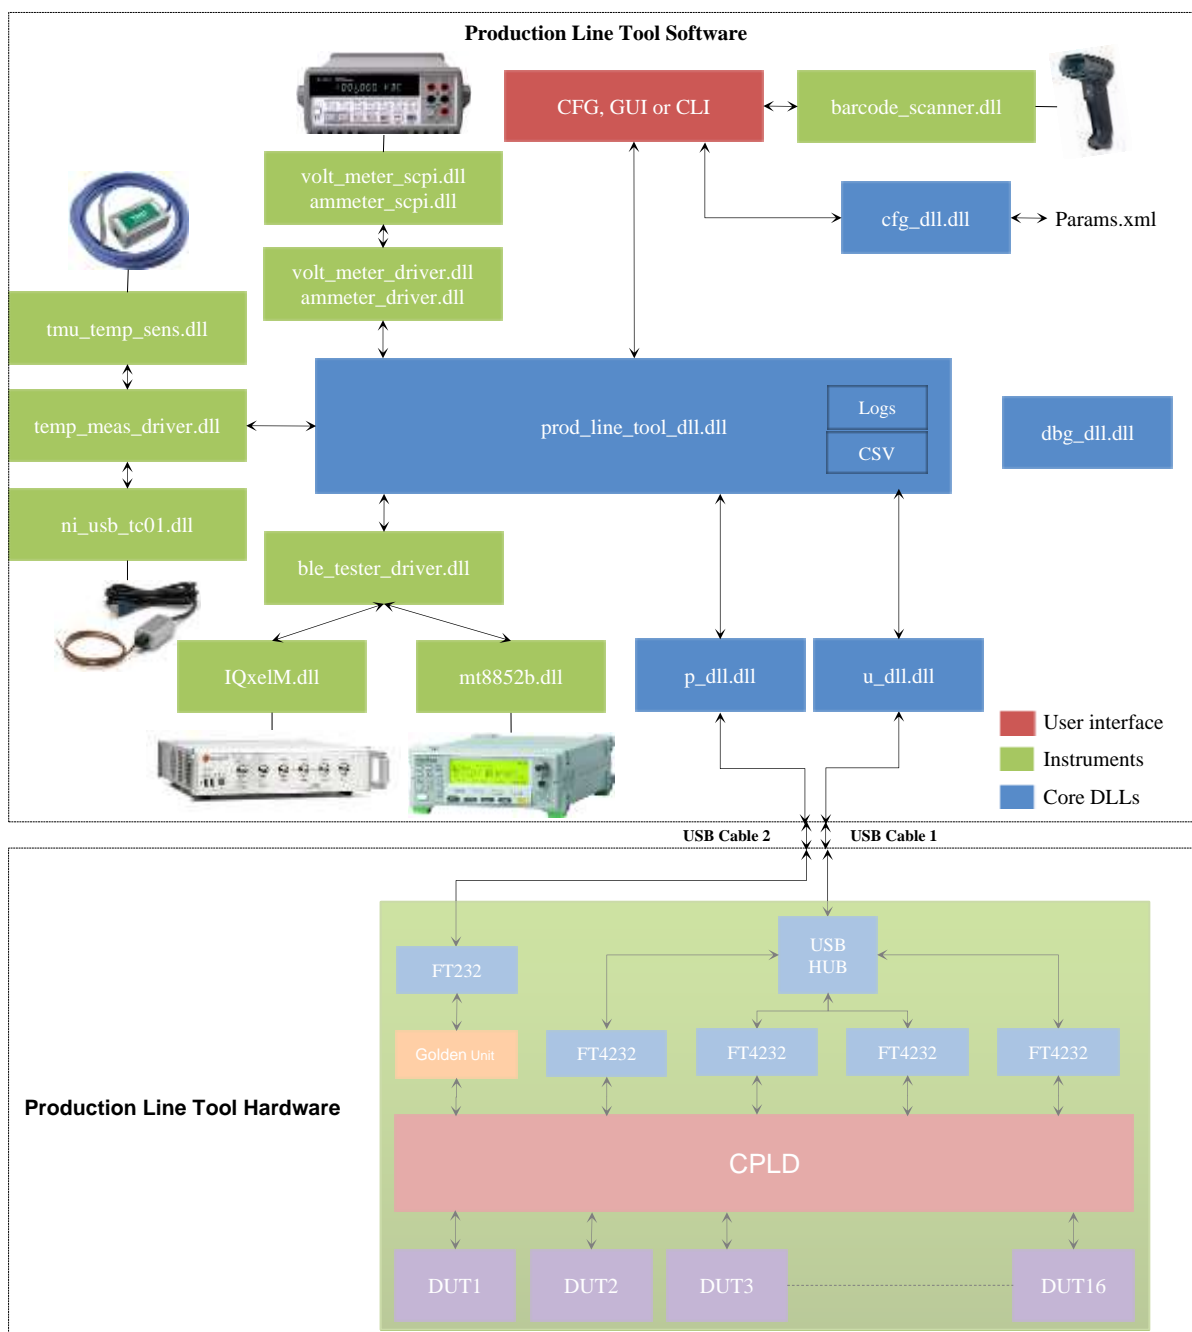 Production Line Tool Software
CFG, GUI or CLI
barcode_scanner.dll
volt_meter_scpi.dll
ammeter_scpi.dll
cfg_dll.dll
Params.xml
volt_meter_driver.dll
ammeter_driver.dll
tmu_temp_sens.dll
temp_meas_driver.dll
prod_line_tool_dll.dll
Logs
CSV
dbg_dll.dll
ni_usb_tc01.dll
ble_tester_driver.dll
IQxelM.dll
mt8852b.dll
p_dll.dll
u_dll.dll
User interface
Instruments
Core DLLs
USB Cable 2
USB Cable 1
FT232
USB
HUB
Golden Unit
FT4232
FT4232
FT4232
FT4232
Production Line Tool Hardware
CPLD
DUT1
DUT2
DUT3
DUT16